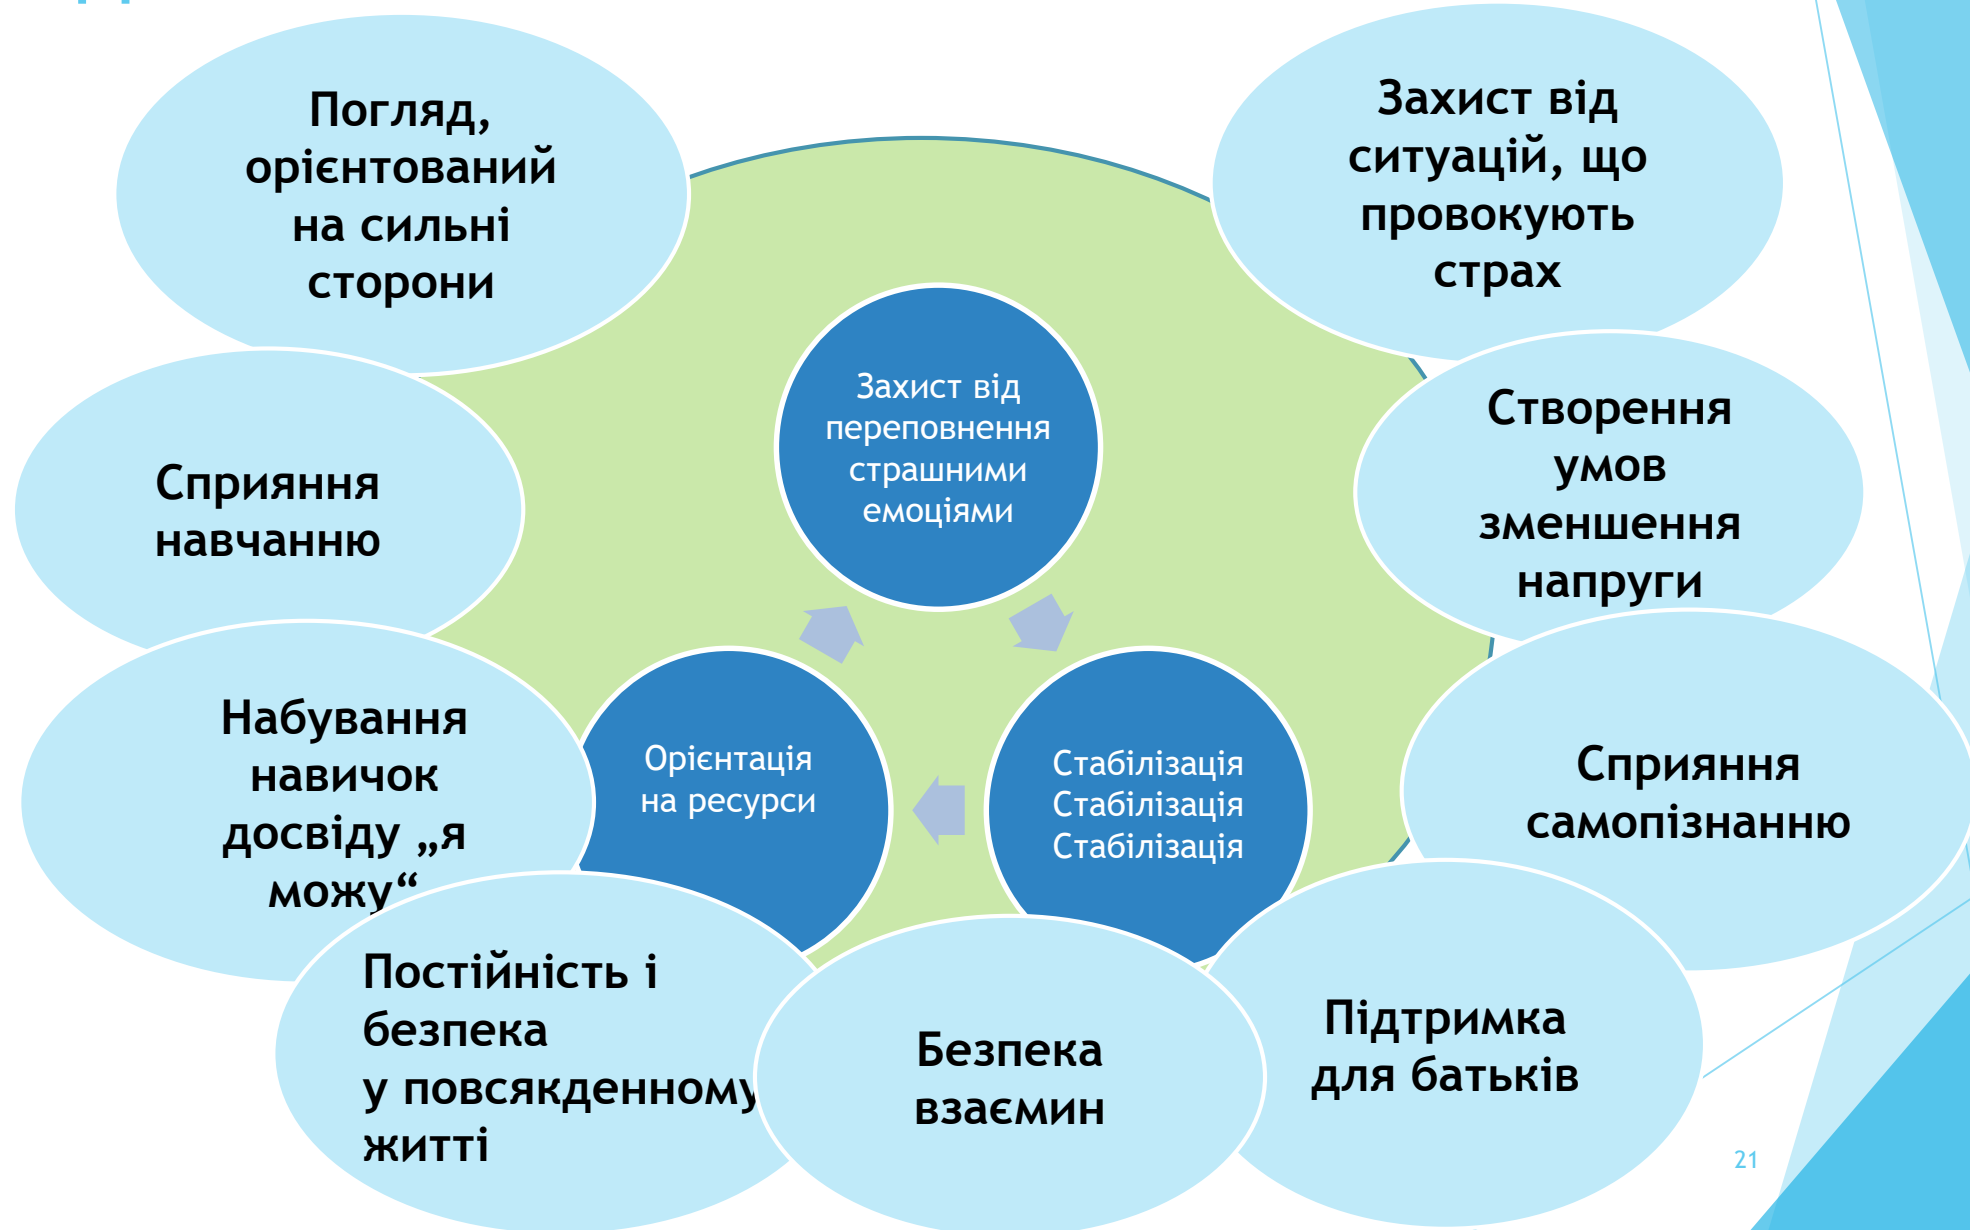 Погляд,
орієнтований
на сильні
сторони
Захист від
ситуацій, що
провокують
страх
Захист від
переповнення
страшними
емоціями
Створення
умов
зменшення
напруги
Сприяння
навчанню
Набування
навичок
досвіду „я
можу“
Орієнтація
на ресурси
Стабілізація
Стабілізація
Стабілізація
Сприяння
самопізнанню
Постійність і
безпека
у повсякденному
житті
Безпека
взаємин
Підтримка
для батьків
21